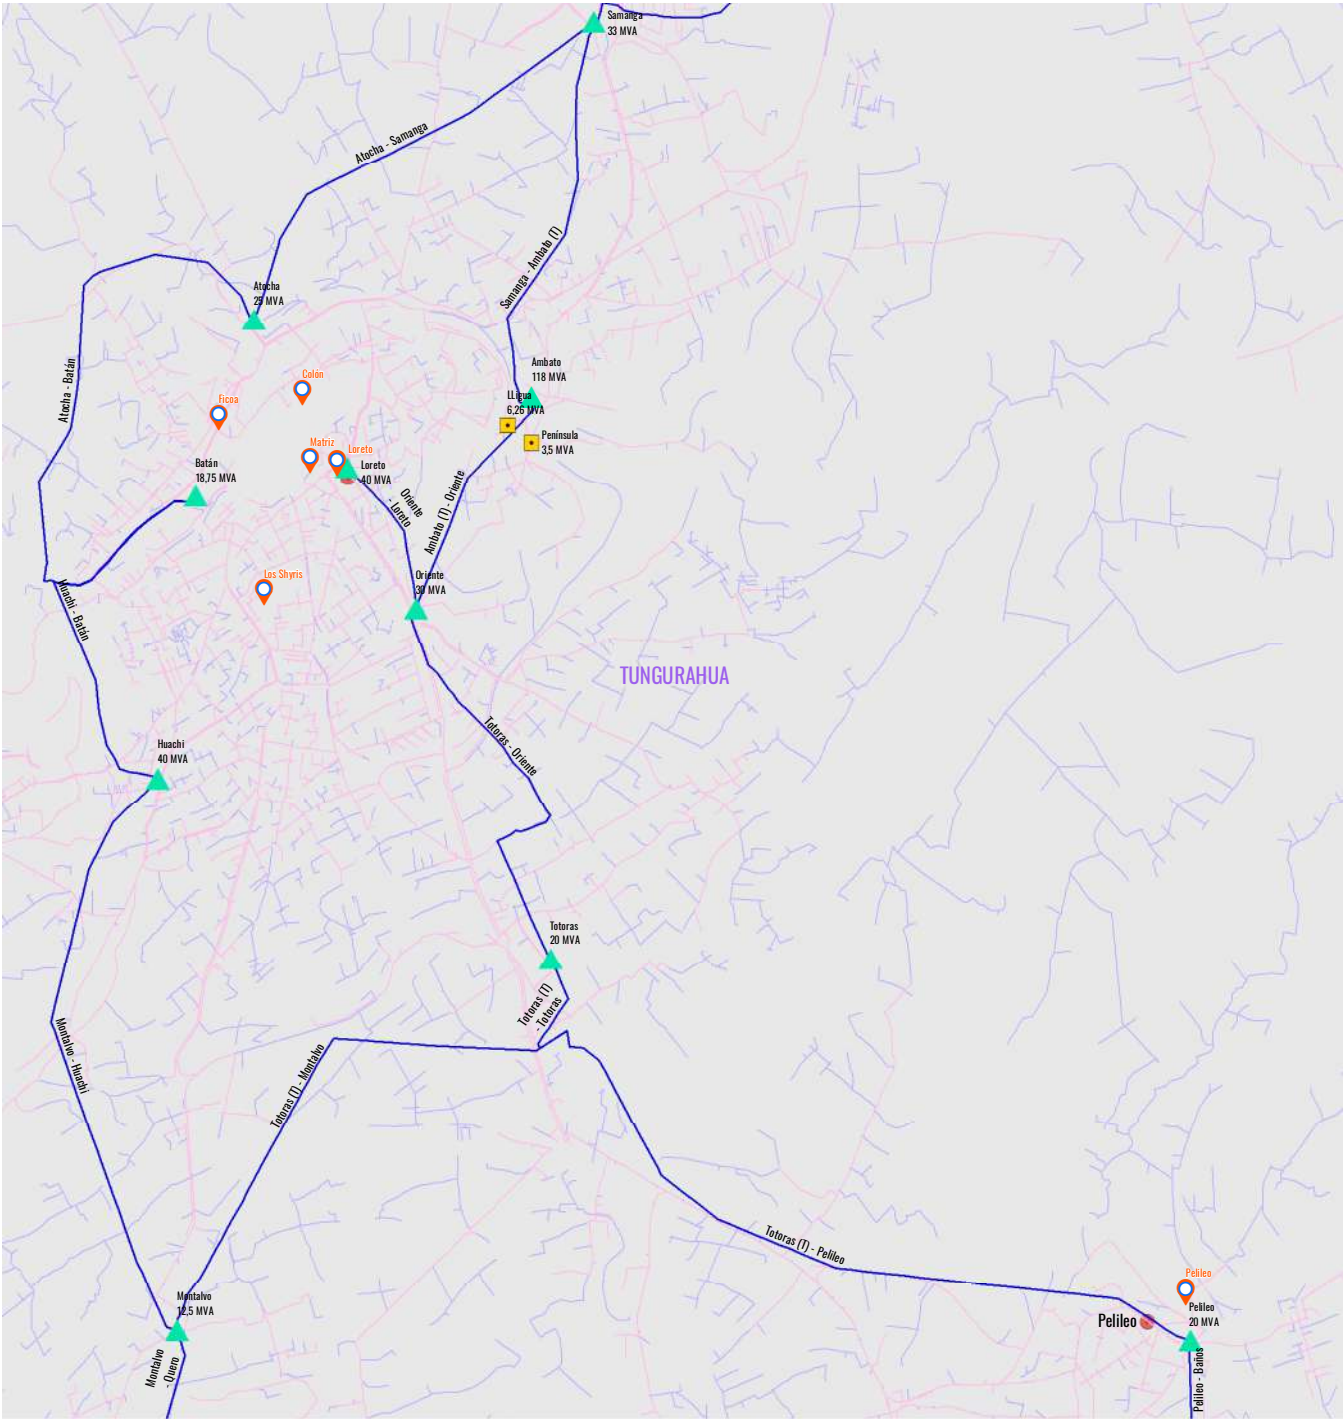 Samanga
33 MVA
Atocha - Samanga
Samanga - Ambato (T)
Atocha
25 MVA
Atocha - Batán
Ambato
118 MVA
Colón
Ficoa
LLigua
6,26 MVA
Península
3,5 MVA
Matriz
Loreto
Loreto
40 MVA
Batán
18,75 MVA
Oriente
- Loreto
Ambato (T) - Oriente
Los Shyris
Oriente
30 MVA
Huachi - Batán
TUNGURAHUA
Totoras - Oriente
Huachi
40 MVA
Totoras
20 MVA
Totoras (T)
- Totoras
Montalvo - Huachi
Totoras (T) - Montalvo
Totoras (T) - Pelileo
Pelileo
Pelileo
20 MVA
Pelileo
Montalvo
12,5 MVA
Montalvo
- Quero
Pelileo - Baños